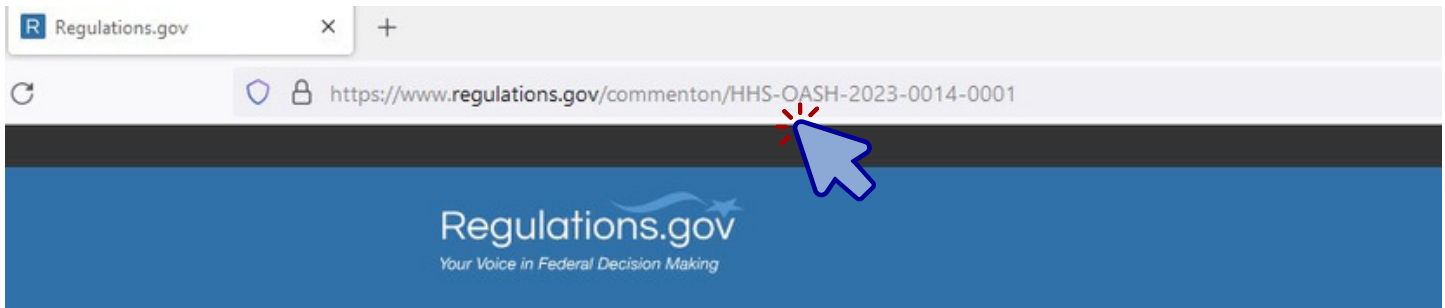 R Regulations.gov
https://www.regulations.gov/commenton/HHS-OASH-2023-0014-0001
Regulations.gov
Your Voice in Federal Decision Making